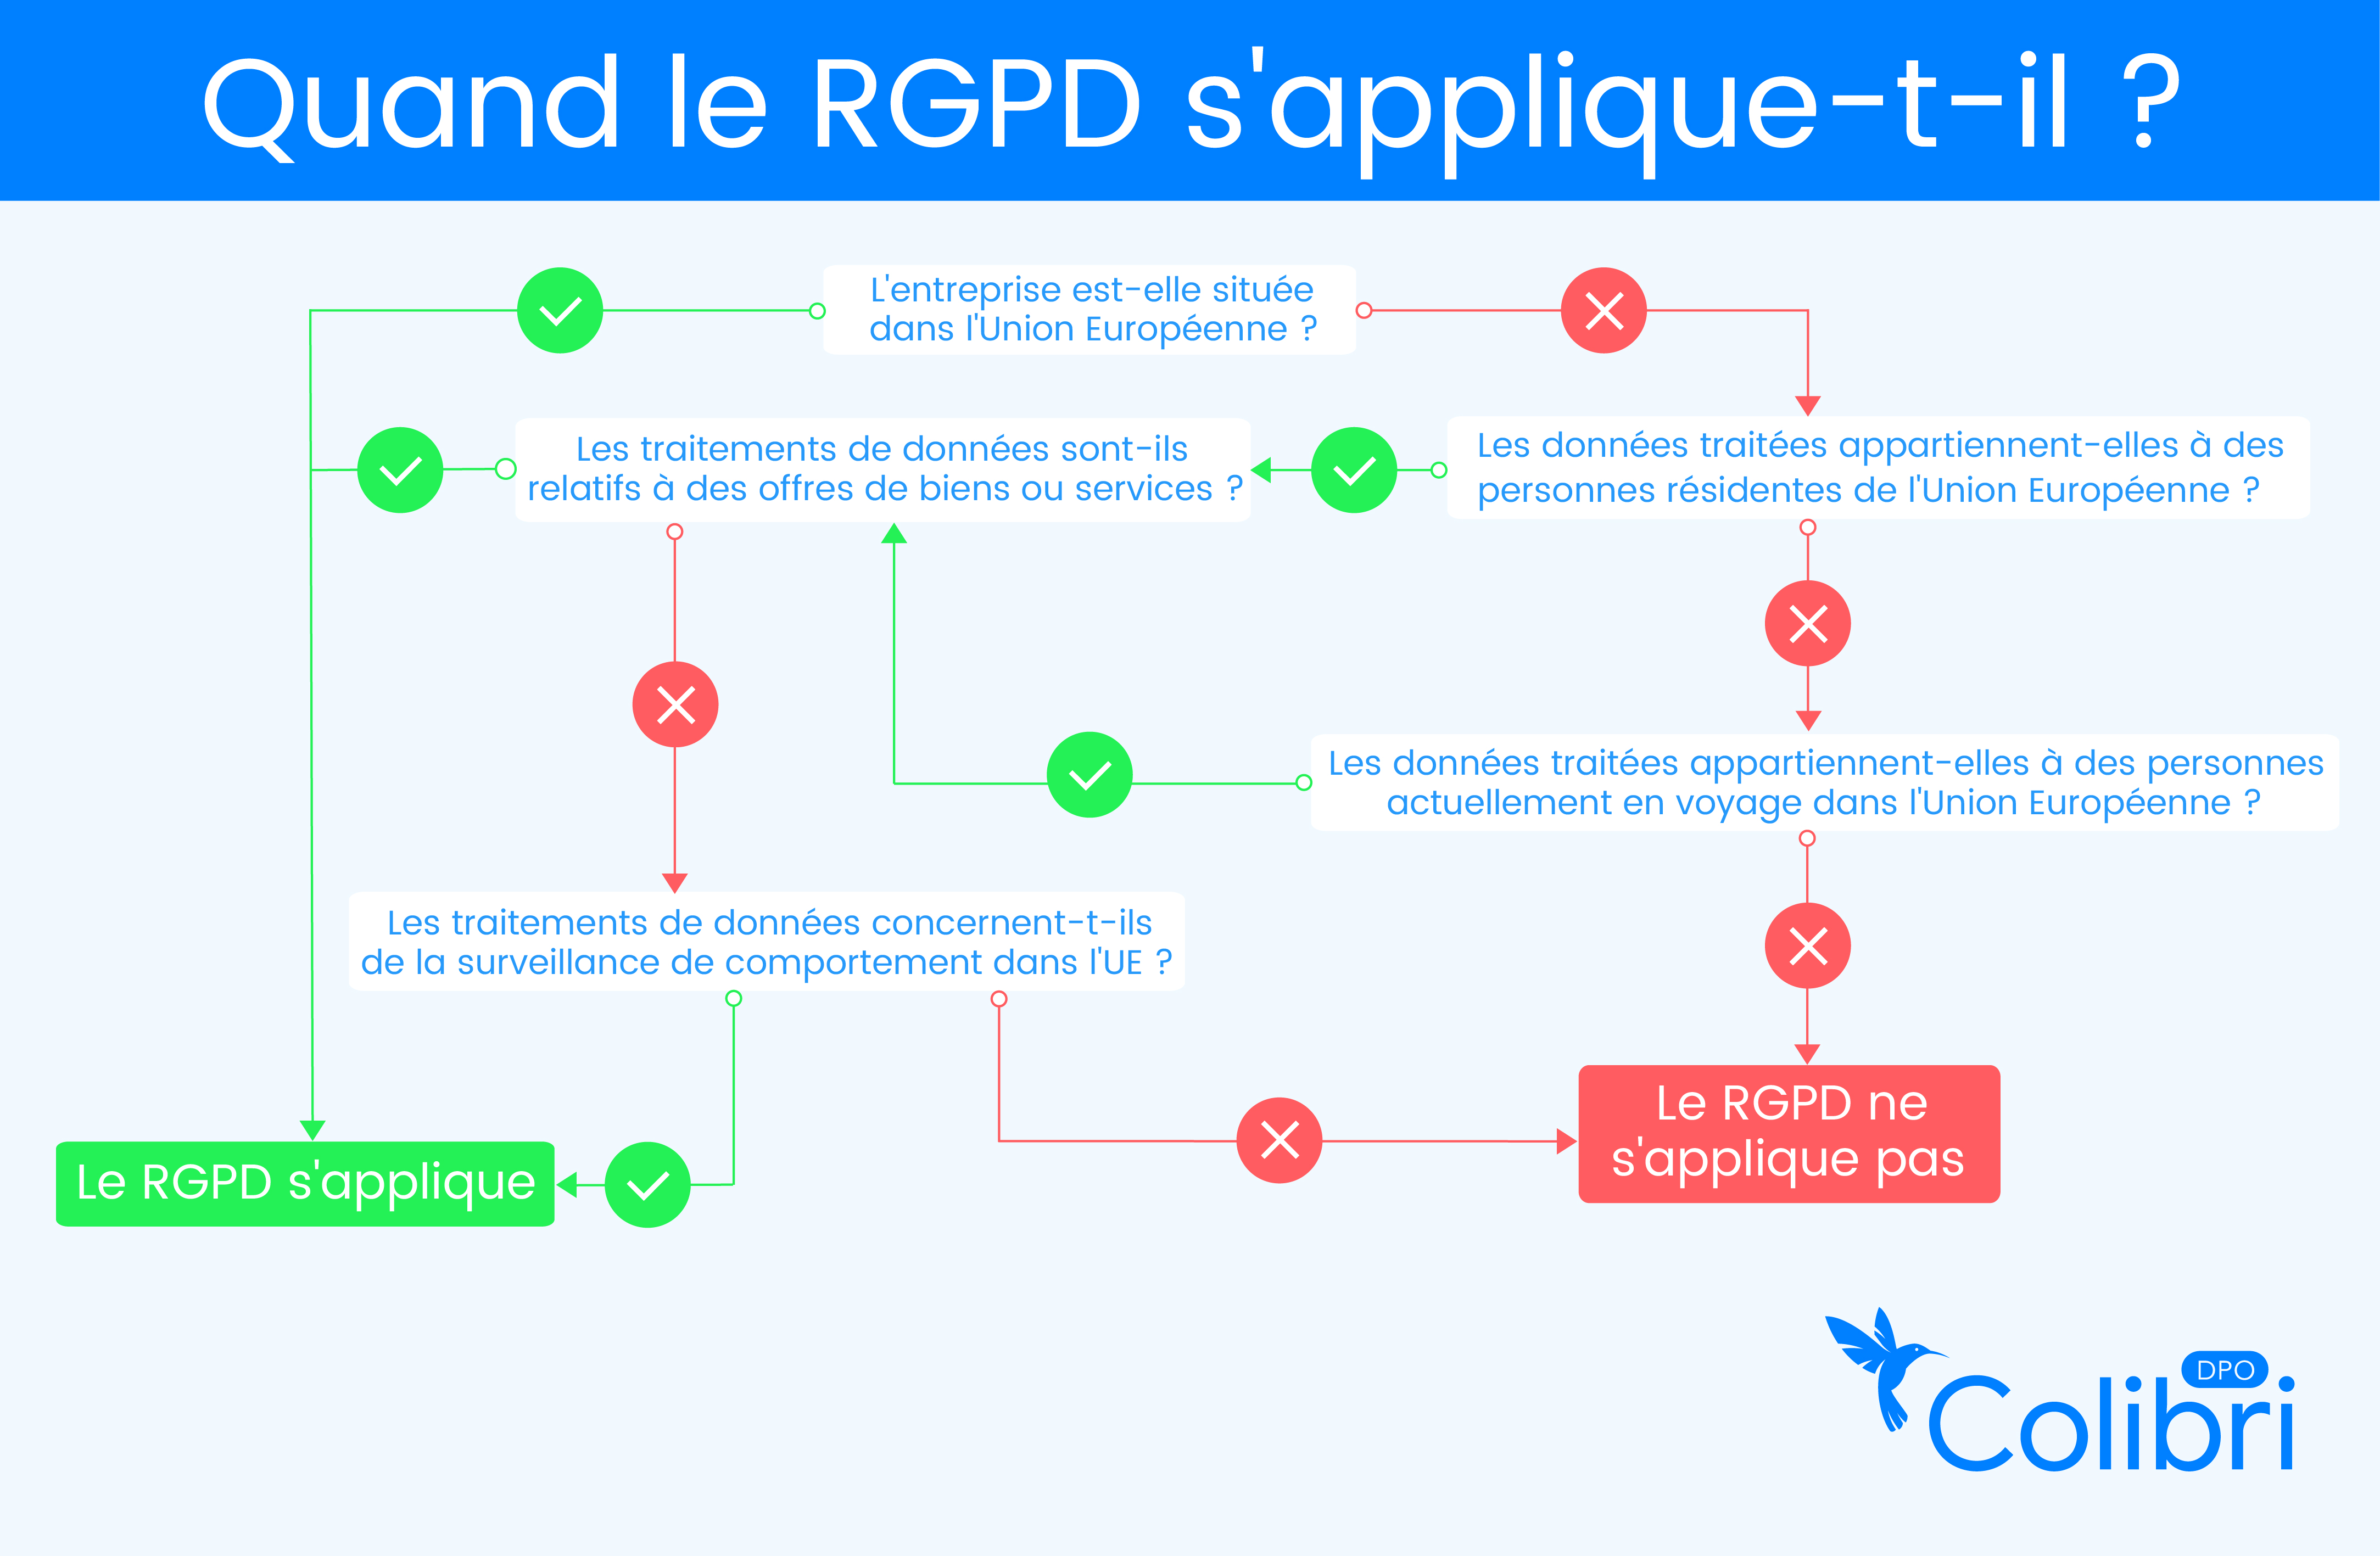 Quand le RGPD s'applique-t-il ?
L'entreprise est-elle située
dans l'Union Européenne ?
Les traitements de données sont-ils
relatifs à des offres de biens ou services ?
Les données traitées appartiennent-elles à des
personnes résidentes de l'Union Européenne ?
Les données traitées appartiennent-elles à des personnes
actuellement en voyage dans l'Union Européenne ?
Les traitements de données concernent-t-ils
de la surveillance de comportement dans l'UE ?
Le RGPD s'applique
Le RGPD ne
s'applique pas
DPO
Colibri